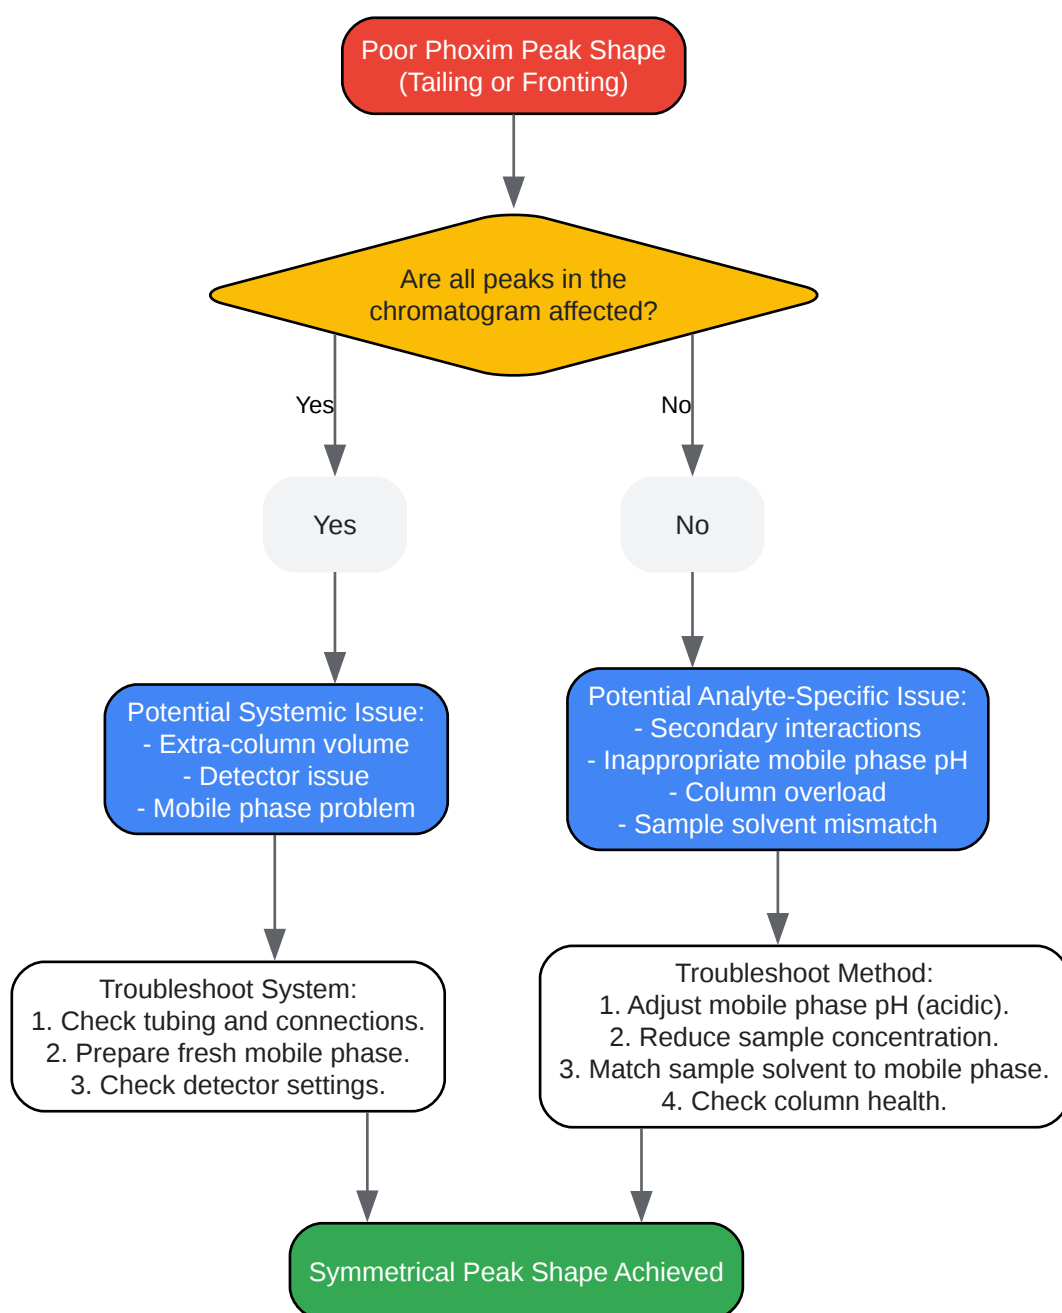 Poor Phoxim Peak Shape
(Tailing or Fronting)
Are all peaks in the
chromatogram affected?
Yes
No
Yes
No
Potential Systemic Issue:
- Extra-column volume
- Detector issue
- Mobile phase problem
Potential Analyte-Specific Issue:
- Secondary interactions
- Inappropriate mobile phase pH
- Column overload
- Sample solvent mismatch
Troubleshoot System:
1. Check tubing and connections.
2. Prepare fresh mobile phase.
3. Check detector settings.
Troubleshoot Method:
1. Adjust mobile phase pH (acidic).
2. Reduce sample concentration.
3. Match sample solvent to mobile phase.
4. Check column health.
Symmetrical Peak Shape Achieved